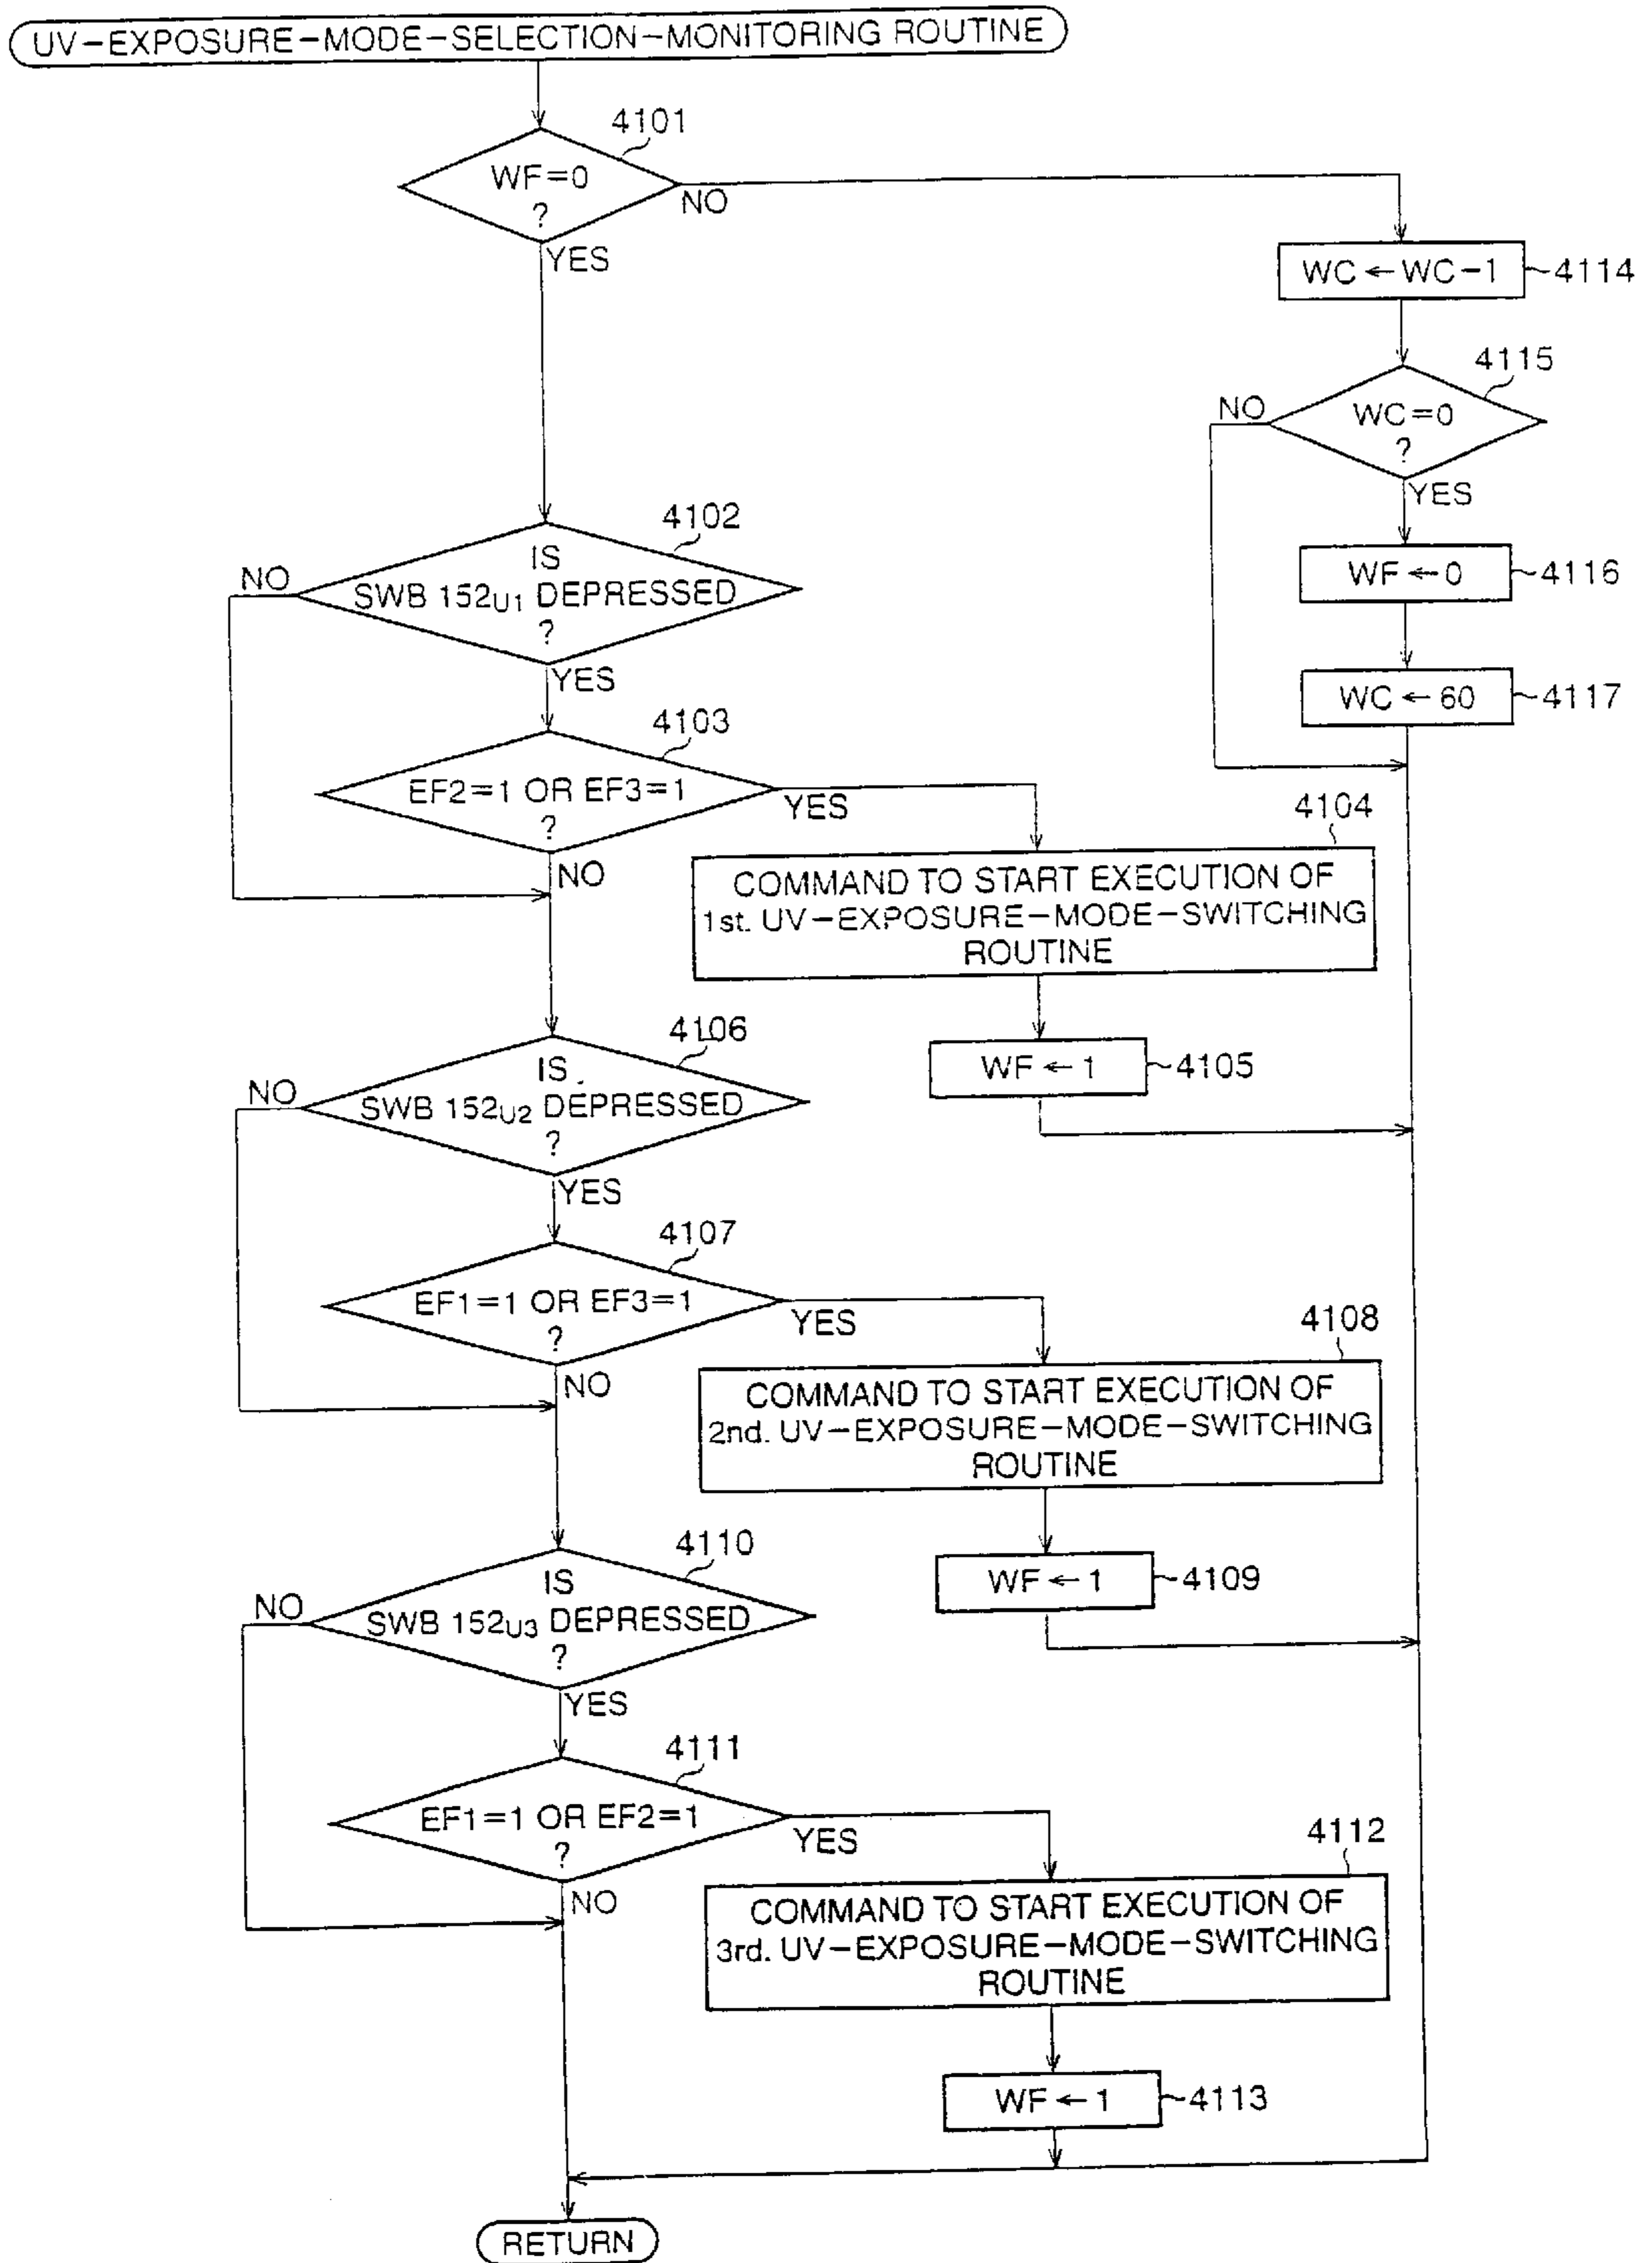 UV-EXPOSURE-MODE-SELECTION-MONITORING ROUTINE
4101
WF=0
?
NO
YES
WC←WC-1
4114
4115
WC=0
?
NO
YES
WF←0
4116
WC←60
4117
4102
IS
SWB 152U1 DEPRESSED
?
NO
YES
4103
EF2=1 OR EF3=1
?
YES
NO
4104
COMMAND TO START EXECUTION OF
1st. UV-EXPOSURE-MODE-SWITCHING
ROUTINE
WF←1
4105
4106
IS
SWB 152U2 DEPRESSED
?
NO
YES
4107
EF1=1 OR EF3=1
?
YES
NO
4108
COMMAND TO START EXECUTION OF
2nd. UV-EXPOSURE-MODE-SWITCHING
ROUTINE
WF←1
4109
4110
IS
SWB 152U3 DEPRESSED
?
NO
YES
4111
EF1=1 OR EF2=1
?
YES
NO
4112
COMMAND TO START EXECUTION OF
3rd. UV-EXPOSURE-MODE-SWITCHING
ROUTINE
WF←1
4113
RETURN